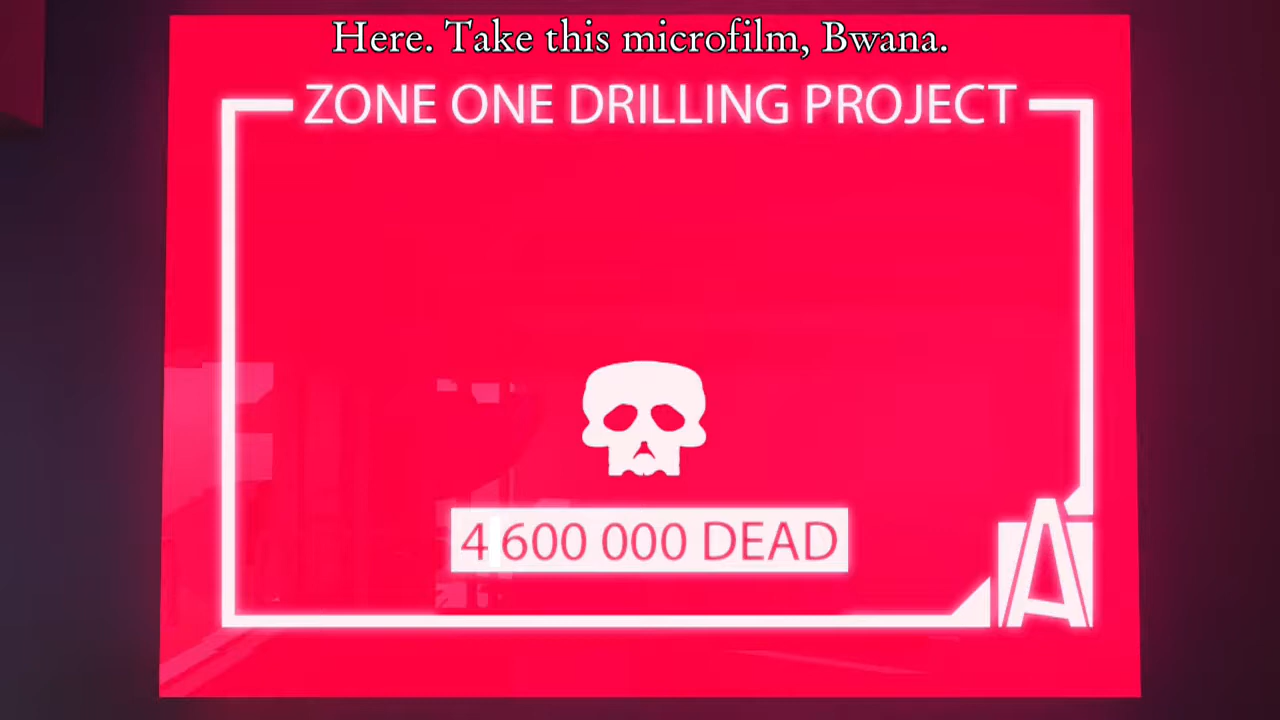 Here. Take this microfilm, Bwana.
ZONE ONE DRILLING PROJECT
4 600 000 DEAD
A